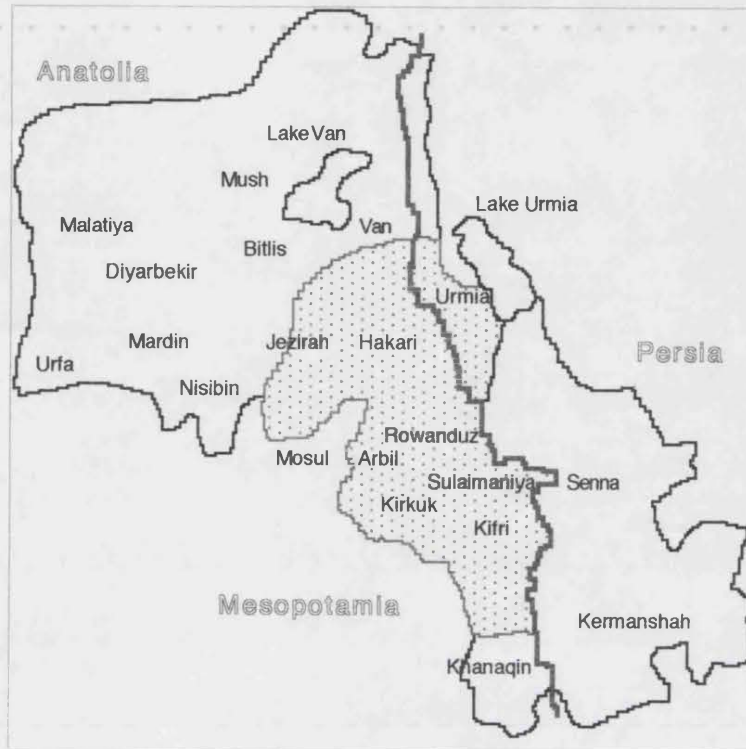 Anatolia
Lake Van
Mush
Lake Urmia
Malatiya
Van
Bitlis
Diyarbekir
Urmia
Mardin
Jezirah
Hakari
Persia
Urfa
Nisibin
Rowanduz
Mosul
Arbil
Sulaimaniya
Senna
Kirkuk
Kifri
Mesopotamia
Kermanshah
Khanaqin